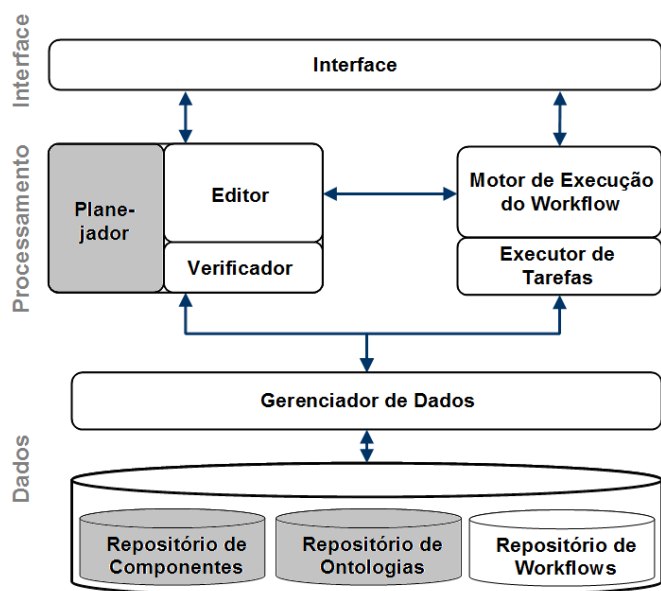 Interface
Interface
Processamento
Plane-
jador
Editor
Verificador
Motor de Execução
do Workflow
Executor de
Tarefas
Dados
Gerenciador de Dados
Repositório de
Componentes
Repositório de
Ontologias
Repositório de
Workflows